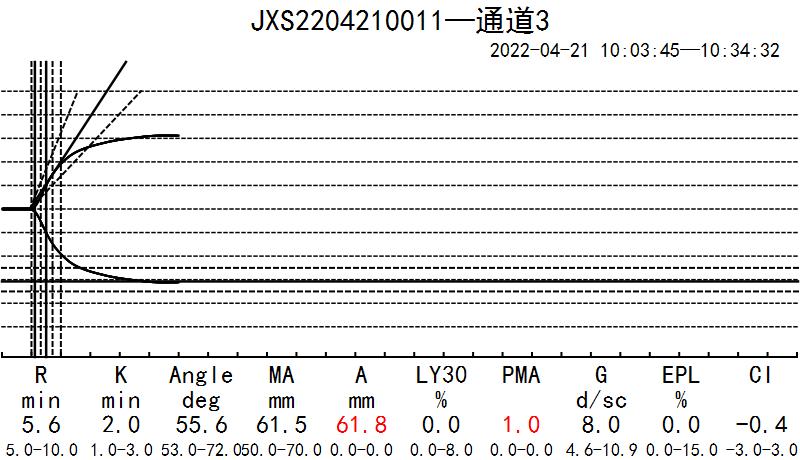 JXS2204210011—通道3
2022-04-21 10:03:45—10:34:32
R K Angle MA A LY30 PMA G EPL CI
min min deg mm mm % d/sc %
5.6 2.0 55.6 61.5 61.8 0.0 1.0 8.0 0.0 -0.4
5.0-10.0 1.0-3.0 53.0-72.0 50.0-70.0 0.0-0.0 0.0-8.0 0.0-0.0 4.6-10.9 0.0-15.0 -3.0-3.0